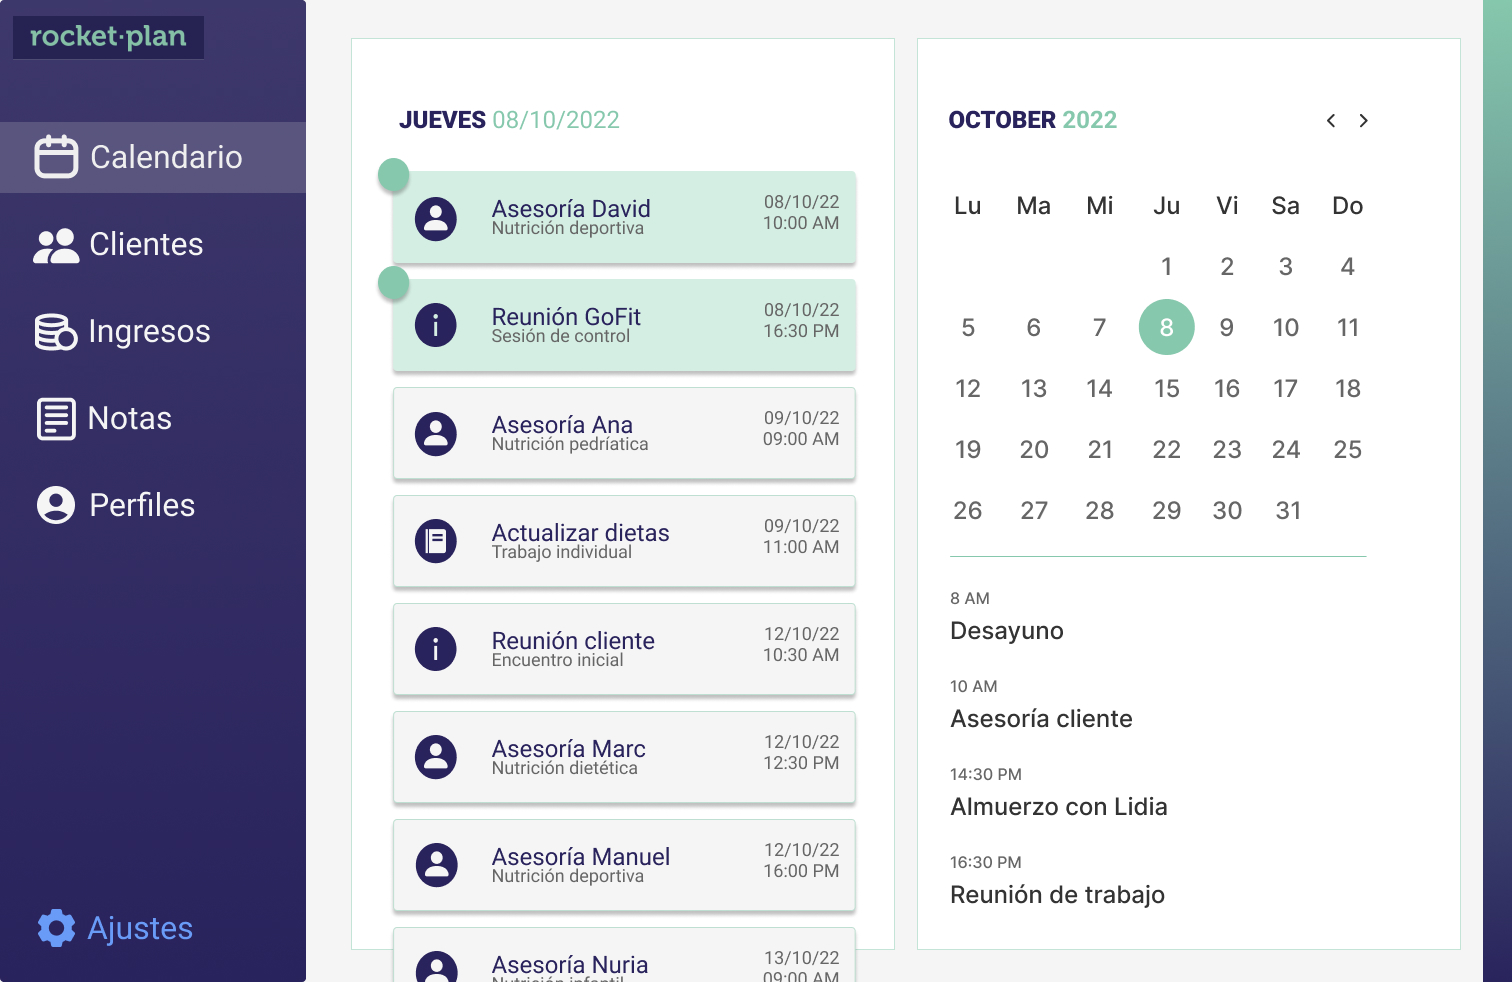 rocket·plan
Calendario
Clientes
Ingresos
Notas
Perfiles
Ajustes
JUEVES 08/10/2022
Asesoría David
Nutrición deportiva
08/10/22
10:00 AM
Reunión GoFit
Sesión de control
08/10/22
16:30 PM
Asesoría Ana
Nutrición pedríatica
09/10/22
09:00 AM
Actualizar dietas
Trabajo individual
09/10/22
11:00 AM
Reunión cliente
Encuentro inicial
12/10/22
10:30 AM
Asesoría Marc
Nutrición dietética
12/10/22
12:30 PM
Asesoría Manuel
Nutrición deportiva
12/10/22
16:00 PM
Asesoría Nuria
Nutrición infantil
13/10/22
09:00 AM
OCTOBER 2022
Lu Ma Mi Ju Vi Sa Do
1 2 3 4
5 6 7 8 9 10 11
12 13 14 15 16 17 18
19 20 21 22 23 24 25
26 27 28 29 30 31
8 AM
Desayuno
10 AM
Asesoría cliente
14:30 PM
Almuerzo con Lidia
16:30 PM
Reunión de trabajo